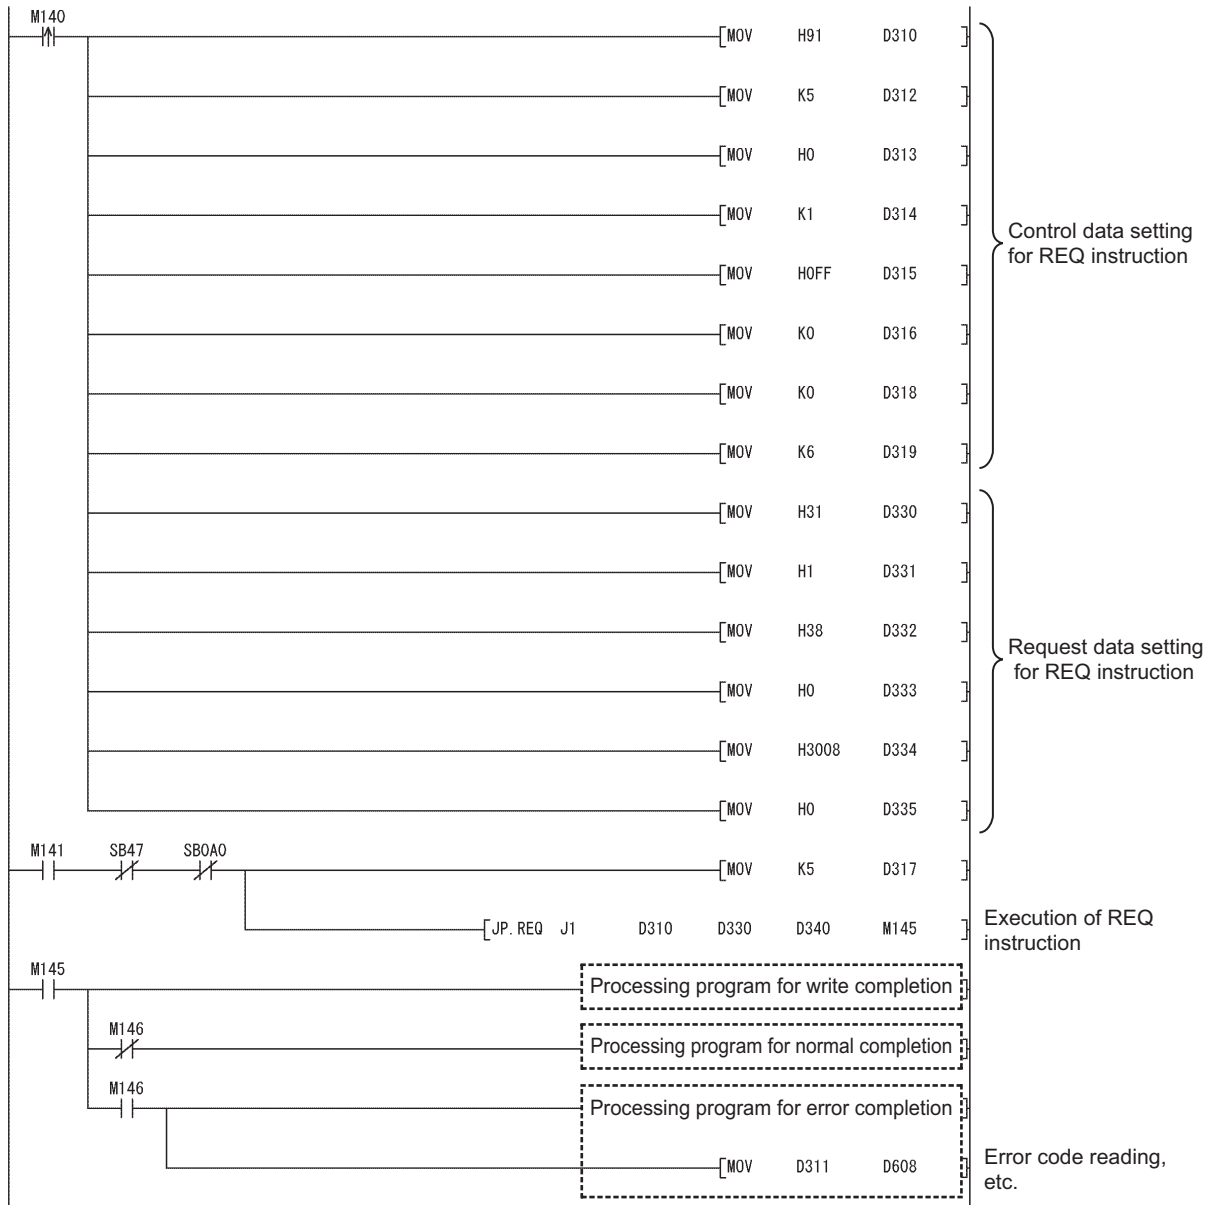 M140
[MOV H91 D310 ]
[MOV K5 D312 ]
[MOV H0 D313 ]
[MOV K1 D314 ]
[MOV H0FF D315 ]
[MOV K0 D316 ]
[MOV K0 D318 ]
[MOV K6 D319 ]
Control data setting
for REQ instruction
[MOV H31 D330 ]
[MOV H1 D331 ]
[MOV H38 D332 ]
[MOV H0 D333 ]
[MOV H3008 D334 ]
[MOV H0 D335 ]
Request data setting
for REQ instruction
M141 SB47 SB0A0
[MOV K5 D317 ]
[JP.REQ J1 D310 D330 D340 M145 ]
Execution of REQ
instruction
M145
Processing program for write completion
M146
Processing program for normal completion
M146
Processing program for error completion
[MOV D311 D608 ]
Error code reading,
etc.